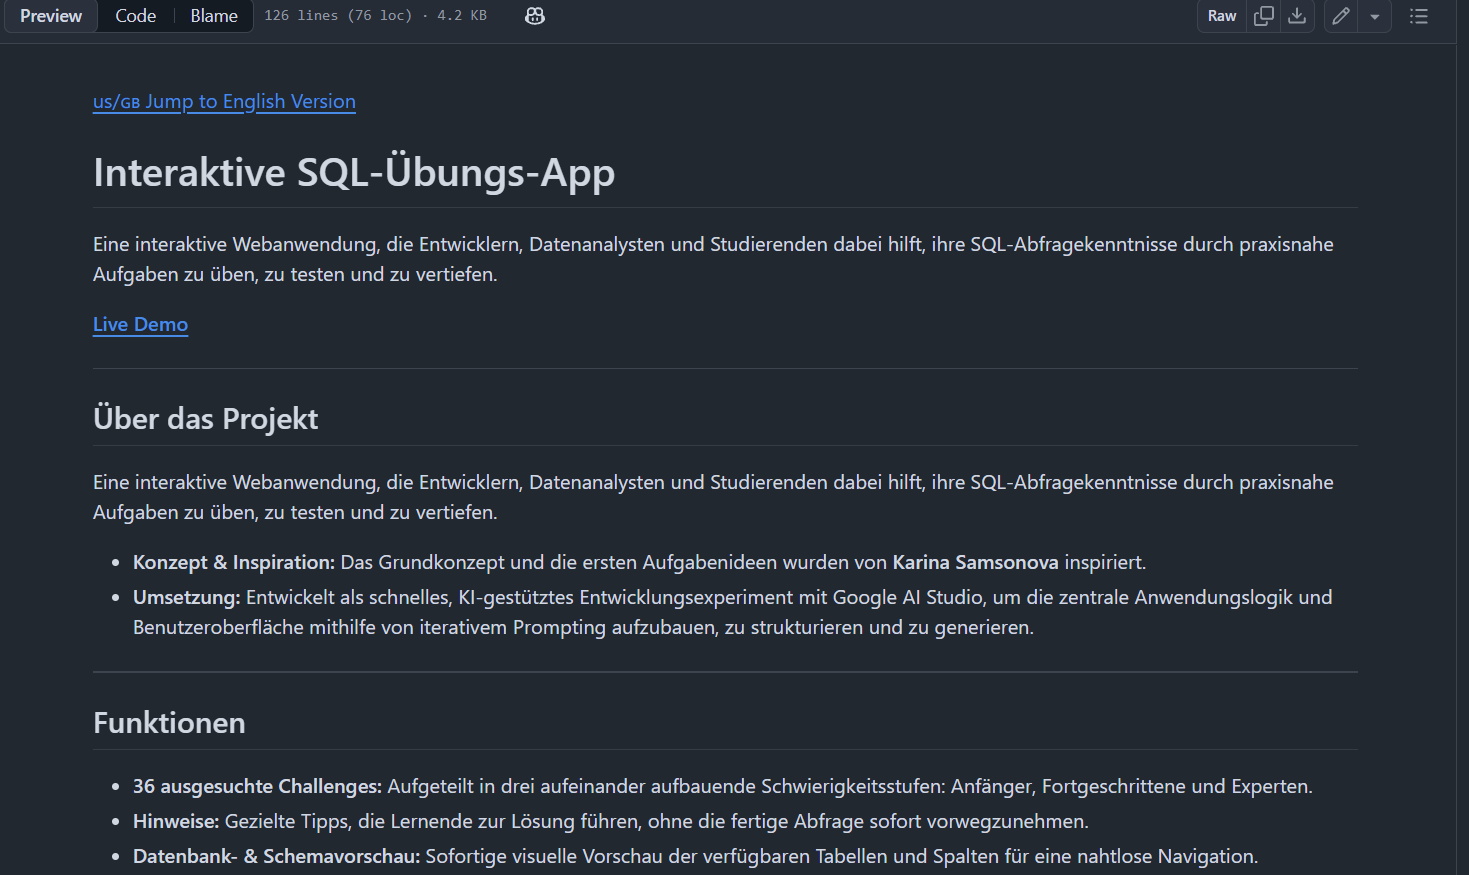 Preview Code Blame 126 lines (76 loc) · 4.2 KB Raw
us/GB Jump to English Version
Interaktive SQL-Übungs-App
Eine interaktive Webanwendung, die Entwicklern, Datenanalysten und Studierenden dabei hilft, ihre SQL-Abfragekenntnisse durch praxisnahe
Aufgaben zu üben, zu testen und zu vertiefen.
Live Demo
Über das Projekt
Eine interaktive Webanwendung, die Entwicklern, Datenanalysten und Studierenden dabei hilft, ihre SQL-Abfragekenntnisse durch praxisnahe
Aufgaben zu üben, zu testen und zu vertiefen.
• Konzept & Inspiration: Das Grundkonzept und die ersten Aufgabenideen wurden von Karina Samsonova inspiriert.
• Umsetzung: Entwickelt als schnelles, KI-gestütztes Entwicklungsexperiment mit Google AI Studio, um die zentrale Anwendungslogik und
Benutzeroberfläche mithilfe von iterativem Prompting aufzubauen, zu strukturieren und zu generieren.
Funktionen
• 36 ausgesuchte Challenges: Aufgeteilt in drei aufeinander aufbauende Schwierigkeitsstufen: Anfänger, Fortgeschrittene und Experten.
• Hinweise: Gezielte Tipps, die Lernende zur Lösung führen, ohne die fertige Abfrage sofort vorwegzunehmen.
• Datenbank- & Schemavorschau: Sofortige visuelle Vorschau der verfügbaren Tabellen und Spalten für eine nahtlose Navigation.